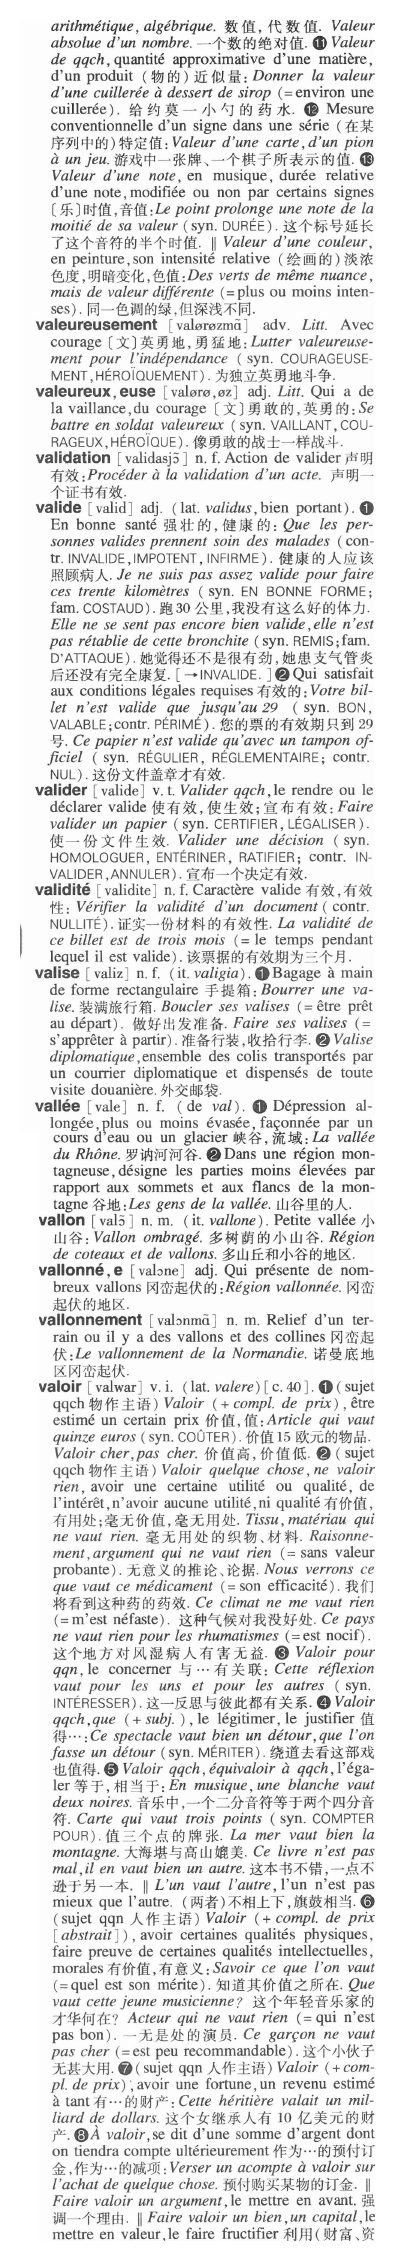 arithmétique, algébrique. 数值,代数值. Valeur
absolue d'un nombre. 一个数的绝对值. ⓫ Valeur
de qqch, quantité approximative d'une matière,
d'un produit (物的)近似量: Donner la valeur
d'une cuillerée à dessert de sirop (= environ une
cuillerée). 给约莫一小勺的药水. ⓬ Mesure
conventionnelle d'un signe dans une série (在某
序列中的)特定值: Valeur d'une carte, d'un pion
à un jeu. 游戏中一张牌、一个棋子所表示的值. ⓭
Valeur d'une note, en musique, durée relative
d'une note, modifiée ou non par certains signes
〔乐〕时值,音值: Le point prolonge une note de la
moitié de sa valeur (syn. DURÉE). 这个标号延长
了这个音符的半个时值. ‖ Valeur d'une couleur,
en peinture, son intensité relative (绘画的)淡浓
色度,明暗变化,色值: Des verts de même nuance,
mais de valeur différente (= plus ou moins inten-
ses). 同一色调的绿,但深浅不同.
valeureusement [valørøzmɑ̃] adv. Litt. Avec
courage〔文〕英勇地,勇猛地: Lutter valeureuse-
ment pour l'indépendance (syn. COURAGEUSE-
MENT, HÉROÏQUEMENT). 为独立英勇地斗争.
valeureux, euse [valørø, øz] adj. Litt. Qui a de
la vaillance, du courage〔文〕勇敢的,英勇的: Se
battre en soldat valeureux (syn. VAILLANT, COU-
RAGEUX, HÉROÏQUE). 像勇敢的战士一样战斗.
validation [validasjɔ̃] n. f. Action de valider 声明
有效: Procéder à la validation d'un acte. 声明一
个证书有效.
valide [valid] adj. (lat. validus, bien portant). ❶
En bonne santé 强壮的,健康的: Que les per-
sonnes valides prennent soin des malades (con-
tr. INVALIDE, IMPOTENT, INFIRME). 健康的人应该
照顾病人. Je ne suis pas assez valide pour faire
ces trente kilomètres (syn. EN BONNE FORME;
fam. COSTAUD). 跑30公里,我没有这么好的体力.
Elle ne se sent pas encore bien valide, elle n'est
pas rétablie de cette bronchite (syn. REMIS; fam.
D'ATTAQUE). 她觉得还不是很有劲,她患支气管炎
后还没有完全康复. [→INVALIDE.] ❷ Qui satisfait
aux conditions légales requises 有效的: Votre bil-
let n'est valide que jusqu'au 29 (syn. BON,
VALABLE; contr. PÉRIMÉ). 您的票的有效期只到29
号. Ce papier n'est valide qu'avec un tampon of-
ficiel (syn. RÉGULIER, RÉGLEMENTAIRE; contr.
NUL). 这份文件盖章才有效.
valider [valide] v. t. Valider qqch, le rendre ou le
déclarer valide 使有效,使生效;宣布有效: Faire
valider un papier (syn. CERTIFIER, LÉGALISER).
使一份文件生效. Valider une décision (syn.
HOMOLOGUER, ENTÉRINER, RATIFIER; contr. IN-
VALIDER, ANNULER). 宣布一个决定有效.
validité [validite] n. f. Caractère valide 有效,有效
性: Vérifier la validité d'un document (contr.
NULLITÉ). 证实一份材料的有效性. La validité de
ce billet est de trois mois (= le temps pendant
lequel il est valide). 该票据的有效期为三个月.
valise [valiz] n. f. (it. valigia). ❶ Bagage à main
de forme rectangulaire 手提箱: Bourrer une va-
lise. 装满旅行箱. Boucler ses valises (= être prêt
au départ). 做好出发准备. Faire ses valises (=
s'apprêter à partir). 准备行装,收拾行李. ❷ Valise
diplomatique, ensemble des colis transportés par
un courrier diplomatique et dispensés de toute
visite douanière. 外交邮袋.
vallée [vale] n. f. (de val). ❶ Dépression al-
longée, plus ou moins évasée, façonnée par un
cours d'eau ou un glacier 峡谷,流域: La vallée
du Rhône. 罗讷河河谷. ❷ Dans une région mon-
tagneuse, désigne les parties moins élevées par
rapport aux sommets et aux flancs de la mon-
tagne 谷地: Les gens de la vallée. 山谷里的人.
vallon [valɔ̃] n. m. (it. vallone). Petite vallée 小
山谷: Vallon ombragé. 多树荫的小山谷. Région
de coteaux et de vallons. 多山丘和小谷的地区.
vallonné, e [valɔne] adj. Qui présente de nom-
breux vallons 冈峦起伏的: Région vallonnée. 冈峦
起伏的地区.
vallonnement [valɔnmɑ̃] n. m. Relief d'un ter-
rain ou il y a des vallons et des collines 冈峦起
伏: Le vallonnement de la Normandie. 诺曼底地
区冈峦起伏.
valoir [valwar] v. i. (lat. valere) [c. 40]. ❶ (sujet
qqch 物作主语) Valoir (+ compl. de prix), être
estimé un certain prix 价值,值: Article qui vaut
quinze euros (syn. COÛTER). 价值15欧元的物品.
Valoir cher, pas cher. 价值高,价值低. ❷ (sujet
qqch 物作主语) Valoir quelque chose, ne valoir
rien, avoir une certaine utilité ou qualité, de
l'intérêt, n'avoir aucune utilité, ni qualité 有价值,
有用处;毫无价值,毫无用处. Tissu, matériau qui
ne vaut rien. 毫无用处的织物、材料. Raisonne-
ment, argument qui ne vaut rien (= sans valeur
probante). 无意义的推论、论据. Nous verrons ce
que vaut ce médicament (= son efficacité). 我们
将看到这种药的药效. Ce climat ne me vaut rien
(= m'est néfaste). 这种气候对我没好处. Ce pays
ne vaut rien pour les rhumatismes (= est nocif).
这个地方对风湿病人有害无益. ❸ Valoir pour
qqn, le concerner 与…有关联: Cette réflexion
vaut pour les uns et pour les autres (syn.
INTÉRESSER). 这一反思与彼此都有关系. ❹ Valoir
qqch, que (+ subj.), le légitimer, le justifier 值
得…: Ce spectacle vaut bien un détour, que l'on
fasse un détour (syn. MÉRITER). 绕道去看这部戏
也值得. ❺ Valoir qqch, équivaloir à qqch, l'éga-
ler 等于,相当于: En musique, une blanche vaut
deux noires. 音乐中,一个二分音符等于两个四分音
符. Carte qui vaut trois points (syn. COMPTER
POUR). 值三个点的牌张. La mer vaut bien la
montagne. 大海堪与高山媲美. Ce livre n'est pas
mal, il en vaut bien un autre. 这本书不错,一点不
逊于另一本. ‖ L'un vaut l'autre, l'un n'est pas
mieux que l'autre. (两者)不相上下,旗鼓相当. ❻
(sujet qqn 人作主语) Valoir (+ compl. de prix
[abstrait]), avoir certaines qualités physiques,
faire preuve de certaines qualités intellectuelles,
morales 有价值,有意义: Savoir ce que l'on vaut
(= quel est son mérite). 知道其价值之所在. Que
vaut cette jeune musicienne? 这个年轻音乐家的
才华何在? Acteur qui ne vaut rien (= qui n'est
pas bon). 一无是处的演员. Ce garçon ne vaut
pas cher (= est peu recommandable). 这个小伙子
无甚大用. ❼ (sujet qqn 人作主语) Valoir (+ com-
pl. de prix), avoir une fortune, un revenu estimé
à tant 有…的财产: Cette héritière valait un mil-
liard de dollars. 这个女继承人有10亿美元的财
产. ❽ À valoir, se dit d'une somme d'argent dont
on tiendra compte ultérieurement 作为…的预付订
金,作为…的减项: Verser un acompte à valoir sur
l'achat de quelque chose. 预付购买某物的订金. ‖
Faire valoir un argument, le mettre en avant. 强
调一个理由. ‖ Faire valoir un bien, un capital, le
mettre en valeur, le faire fructifier 利用(财富、资